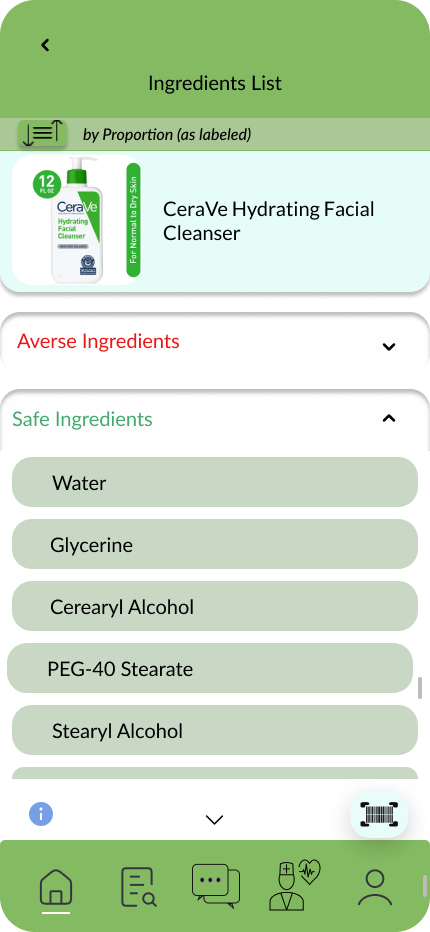 Ingredients List
by Proportion (as labeled)
12
FL OZ
CeraVe
Hydrating
Facial
Cleanser
For Normal to Dry Skin
CeraVe Hydrating Facial
Cleanser
Averse Ingredients
Safe Ingredients
Water
Glycerine
Cerearyl Alcohol
PEG-40 Stearate
Stearyl Alcohol